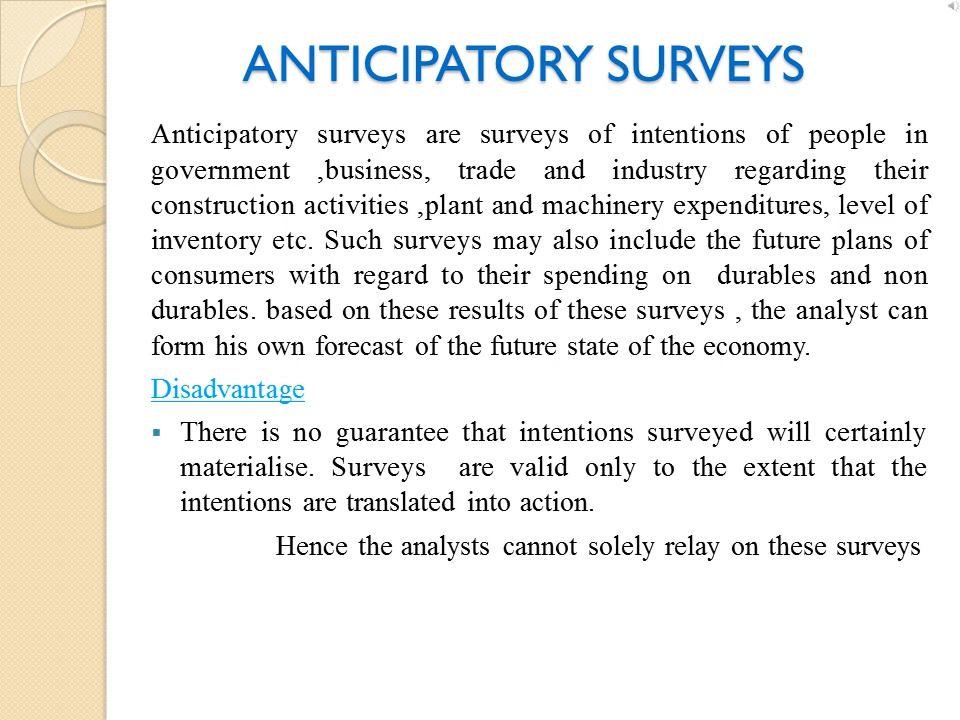 ANTICIPATORY SURVEYS
Anticipatory surveys are surveys of intentions of people in
government ,business, trade and industry regarding their
construction activities ,plant and machinery expenditures, level of
inventory etc. Such surveys may also include the future plans of
consumers with regard to their spending on durables and non
durables. based on these results of these surveys , the analyst can
form his own forecast of the future state of the economy.
Disadvantage
▪ There is no guarantee that intentions surveyed will certainly
materialise. Surveys are valid only to the extent that the
intentions are translated into action.
Hence the analysts cannot solely relay on these surveys